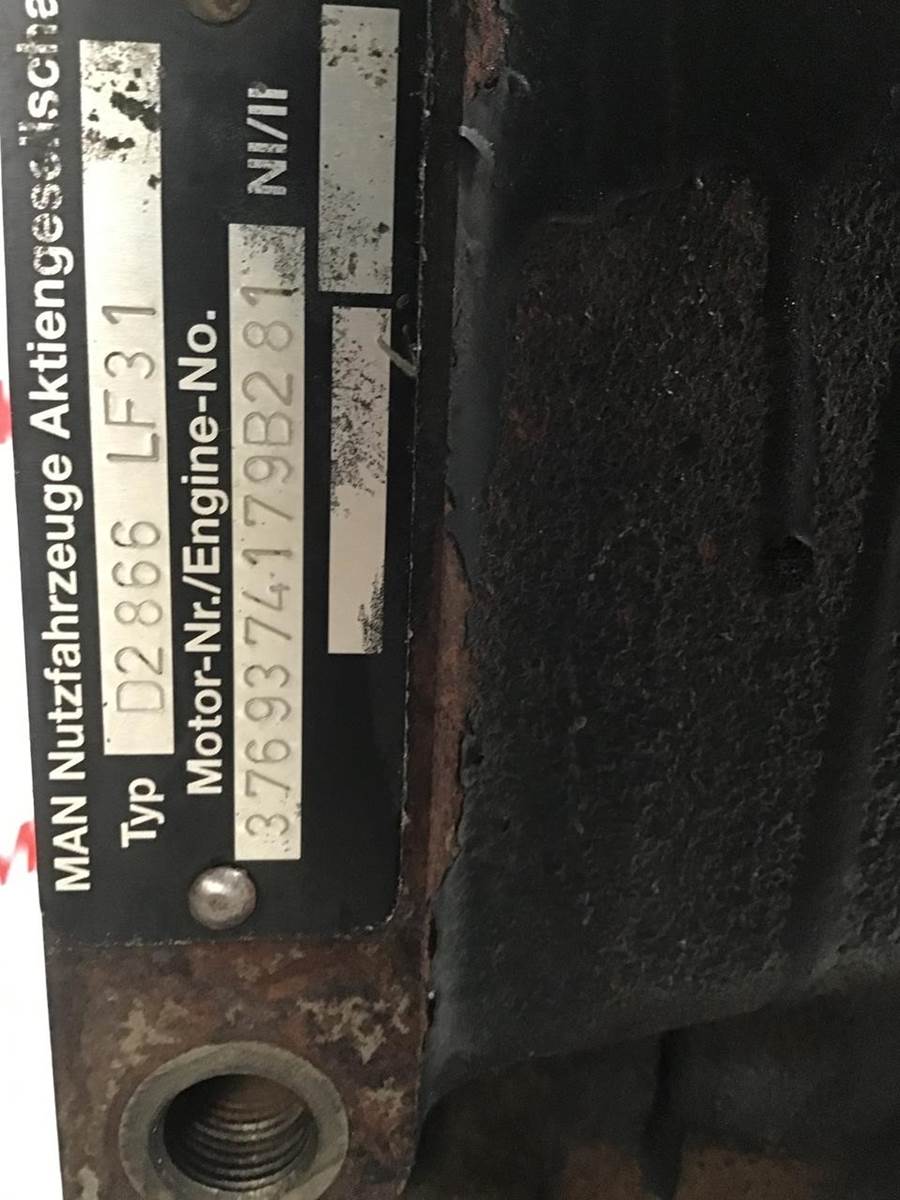 MAN Nutzfahrzeuge Aktiengesellscha
Typ D2866 LF31
Motor-Nr./Engine-No. NI/II
3769374179B281